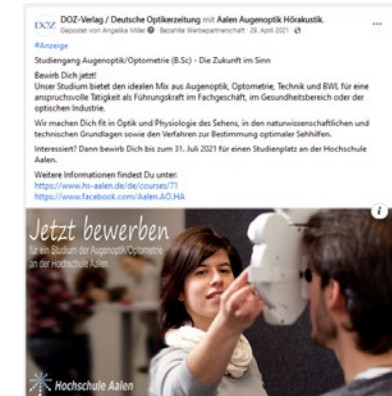 DOZ
DOZ-Verlag / Deutsche Optikerzeitung mit Aalen Augenoptik Hörakustik.
Gepostet von Angelika Miller · Bezahlte Werbepartnerschaft · 29. April 2021 ·
#Anzeige
Studiengang Augenoptik/Optometrie (B.Sc) - Die Zukunft im Sinn
Bewirb Dich jetzt!
Unser Studium bietet den idealen Mix aus Augenoptik, Optometrie, Technik und BWL für eine
anspruchsvolle Tätigkeit als Führungskraft im Fachgeschäft, im Gesundheitsbereich oder der
optischen Industrie.
Wir machen Dich fit in Optik und Physiologie des Sehens, in den naturwissenschaftlichen und
technischen Grundlagen sowie den Verfahren zur Bestimmung optimaler Sehhilfen.
Interessiert? Dann bewirb Dich bis zum 31. Juli 2021 für einen Studienplatz an der Hochschule
Aalen.
Weitere Informationen findest Du unter:
https://www.hs-aalen.de/de/courses/71
https://www.facebook.com/Aalen.AO.HA
Jetzt bewerben
für ein Studium der Augenoptik/Optometrie
an der Hochschule Aalen
Hochschule Aalen